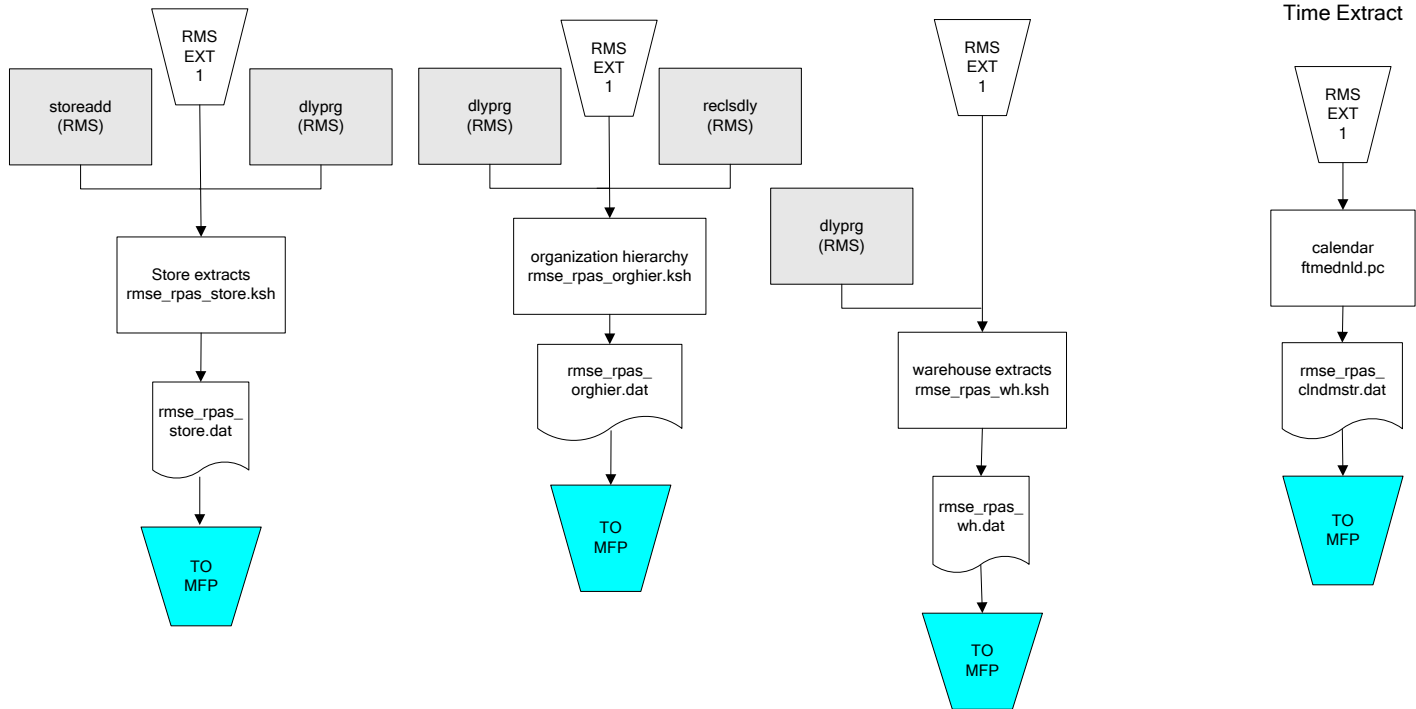 Time Extract
RMS
EXT
1
storeadd
(RMS)
dlyprg
(RMS)
Store extracts
rmse_rpas_store.ksh
rmse_rpas_
store.dat
TO
MFP
RMS
EXT
1
dlyprg
(RMS)
reclsdly
(RMS)
organization hierarchy
rmse_rpas_orghier.ksh
rmse_rpas_
orghier.dat
TO
MFP
RMS
EXT
1
dlyprg
(RMS)
warehouse extracts
rmse_rpas_wh.ksh
rmse_rpas_
wh.dat
TO
MFP
RMS
EXT
1
calendar
ftmednld.pc
rmse_rpas_
clndmstr.dat
TO
MFP